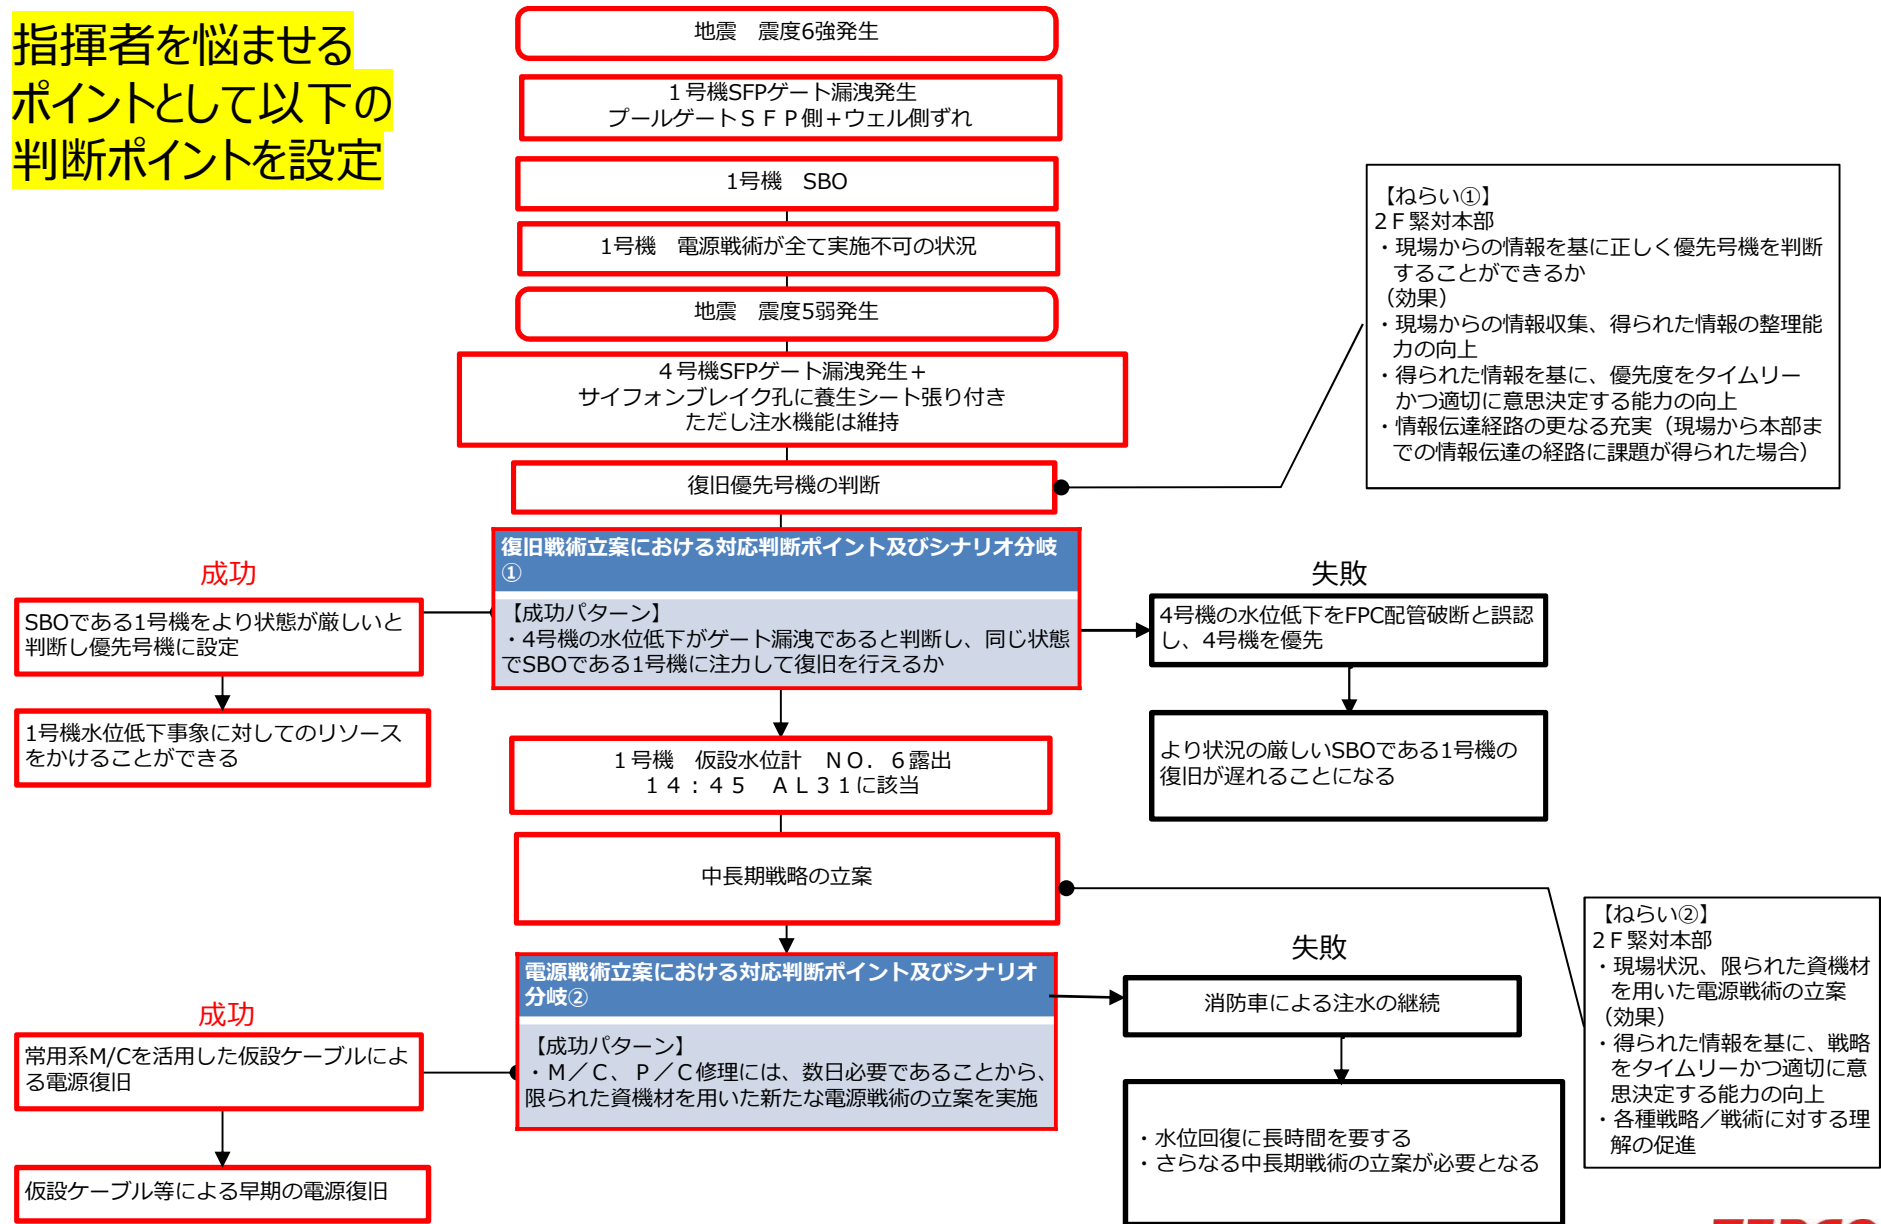 指揮者を悩ませる
ポイントとして以下の
判断ポイントを設定
地震　震度6強発生
１号機SFPゲート漏洩発生
プールゲートＳＦＰ側＋ウェル側ずれ
1号機　SBO
1号機　電源戦術が全て実施不可の状況
地震　震度5弱発生
４号機SFPゲート漏洩発生＋
サイフォンブレイク孔に養生シート張り付き
ただし注水機能は維持
復旧優先号機の判断
【ねらい①】
2Ｆ緊対本部
・現場からの情報を基に正しく優先号機を判断
することができるか
（効果）
・現場からの情報収集、得られた情報の整理能
力の向上
・得られた情報を基に、優先度をタイムリー
かつ適切に意思決定する能力の向上
・情報伝達経路の更なる充実（現場から本部ま
での情報伝達の経路に課題が得られた場合）
復旧戦術立案における対応判断ポイント及びシナリオ分岐
①
【成功パターン】
・4号機の水位低下がゲート漏洩であると判断し、同じ状態
でSBOである1号機に注力して復旧を行えるか
成功
SBOである1号機をより状態が厳しいと
判断し優先号機に設定
1号機水位低下事象に対してのリソース
をかけることができる
失敗
4号機の水位低下をFPC配管破断と誤認
し、4号機を優先
より状況の厳しいSBOである1号機の
復旧が遅れることになる
１号機　仮設水位計　ＮＯ．６露出
１４：４５　ＡＬ３１に該当
中長期戦略の立案
【ねらい②】
2Ｆ緊対本部
・現場状況、限られた資機材
を用いた電源戦術の立案
（効果）
・得られた情報を基に、戦略
をタイムリーかつ適切に意
思決定する能力の向上
・各種戦略／戦術に対する理
解の促進
電源戦術立案における対応判断ポイント及びシナリオ
分岐②
【成功パターン】
・Ｍ／Ｃ、Ｐ／Ｃ修理には、数日必要であることから、
限られた資機材を用いた新たな電源戦術の立案を実施
成功
常用系M/Cを活用した仮設ケーブルによ
る電源復旧
仮設ケーブル等による早期の電源復旧
失敗
消防車による注水の継続
・水位回復に長時間を要する
・さらなる中長期戦術の立案が必要となる